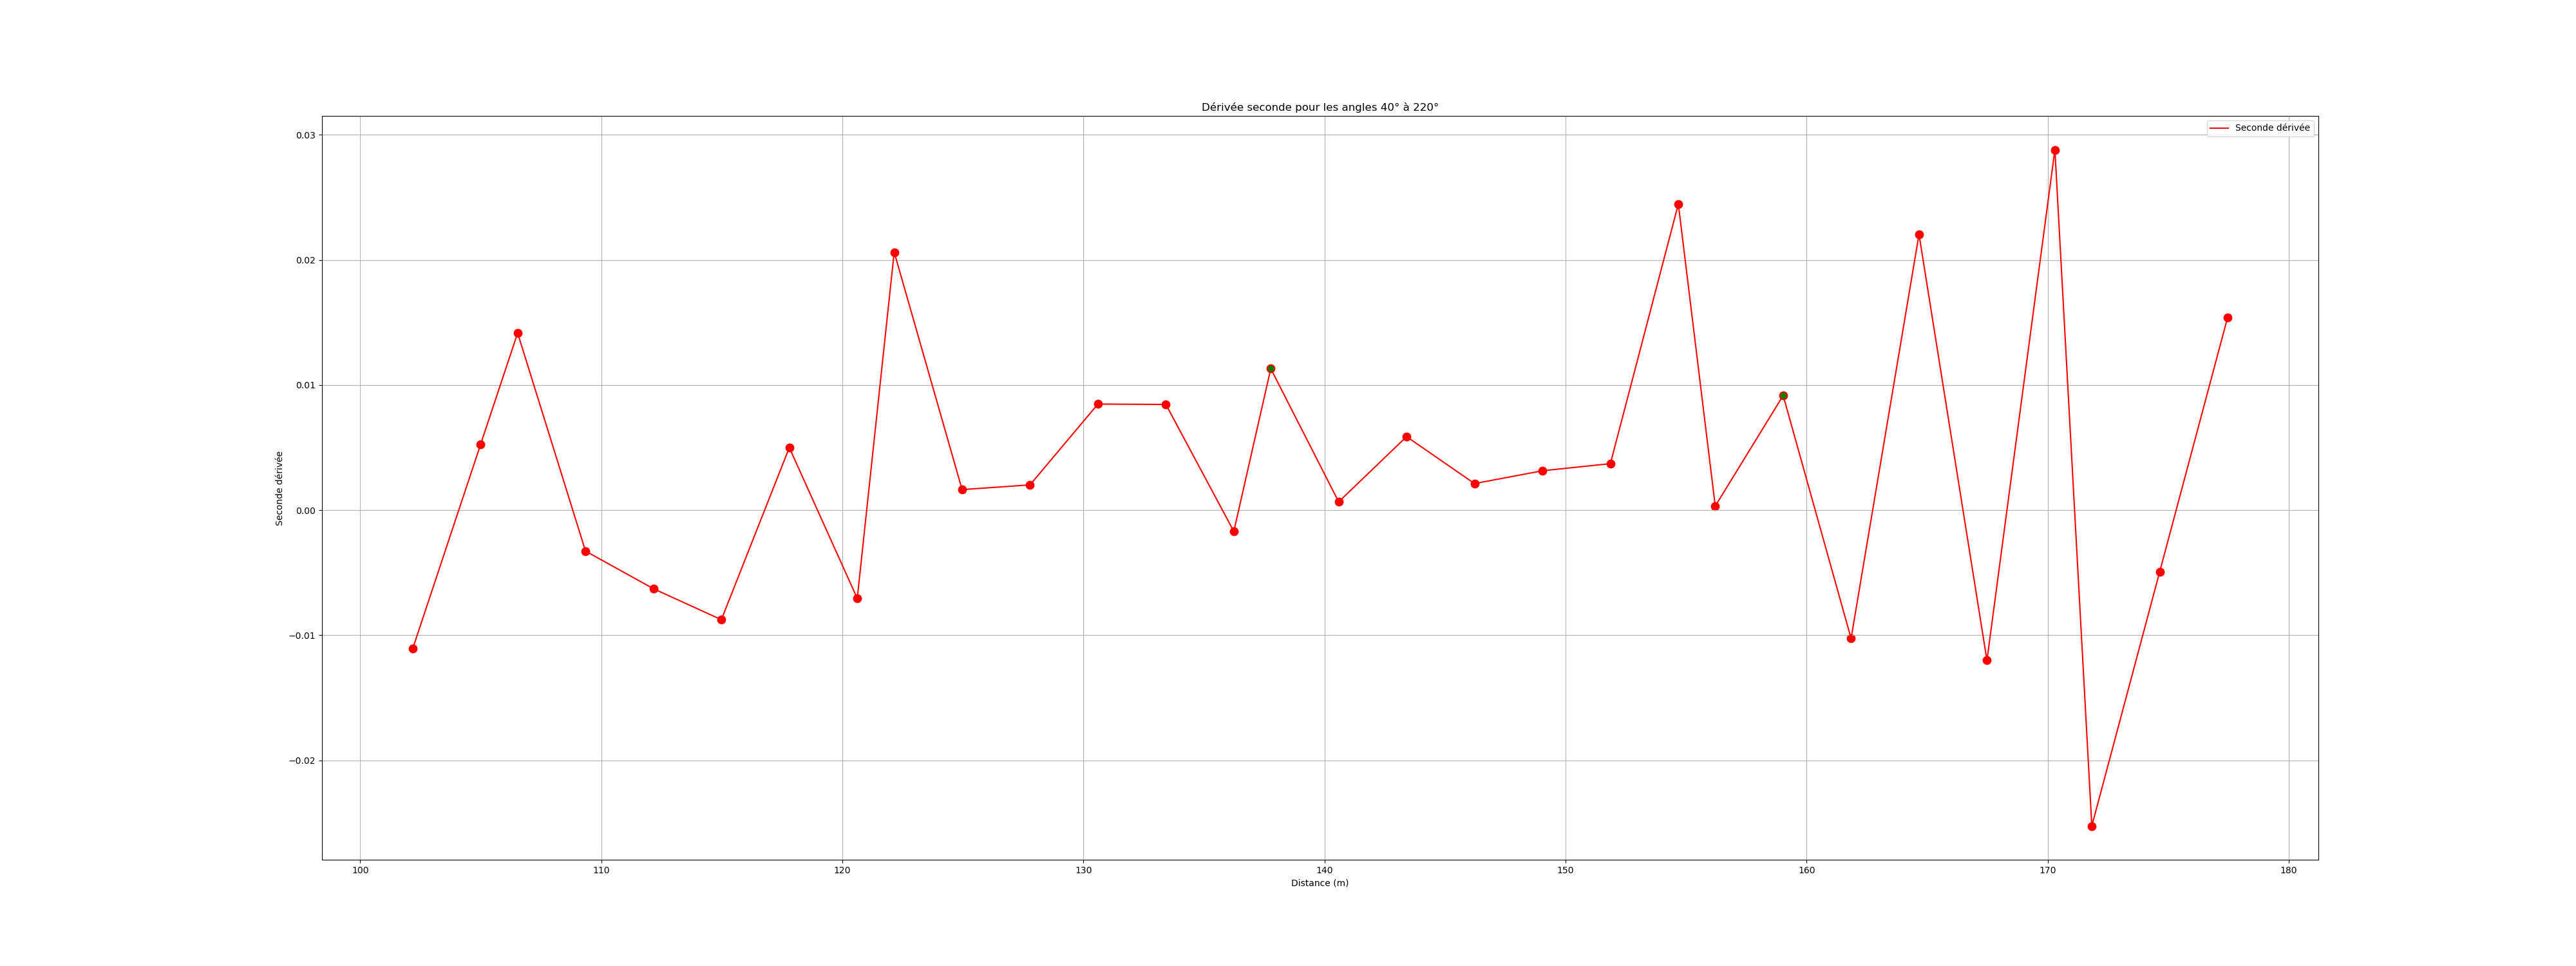 Dérivée seconde pour les angles 40° à 220°
Seconde dérivée
0.03
0.02
0.01
0.00
−0.01
−0.02
Seconde dérivée
100 110 120 130 140 150 160 170 180
Distance (m)